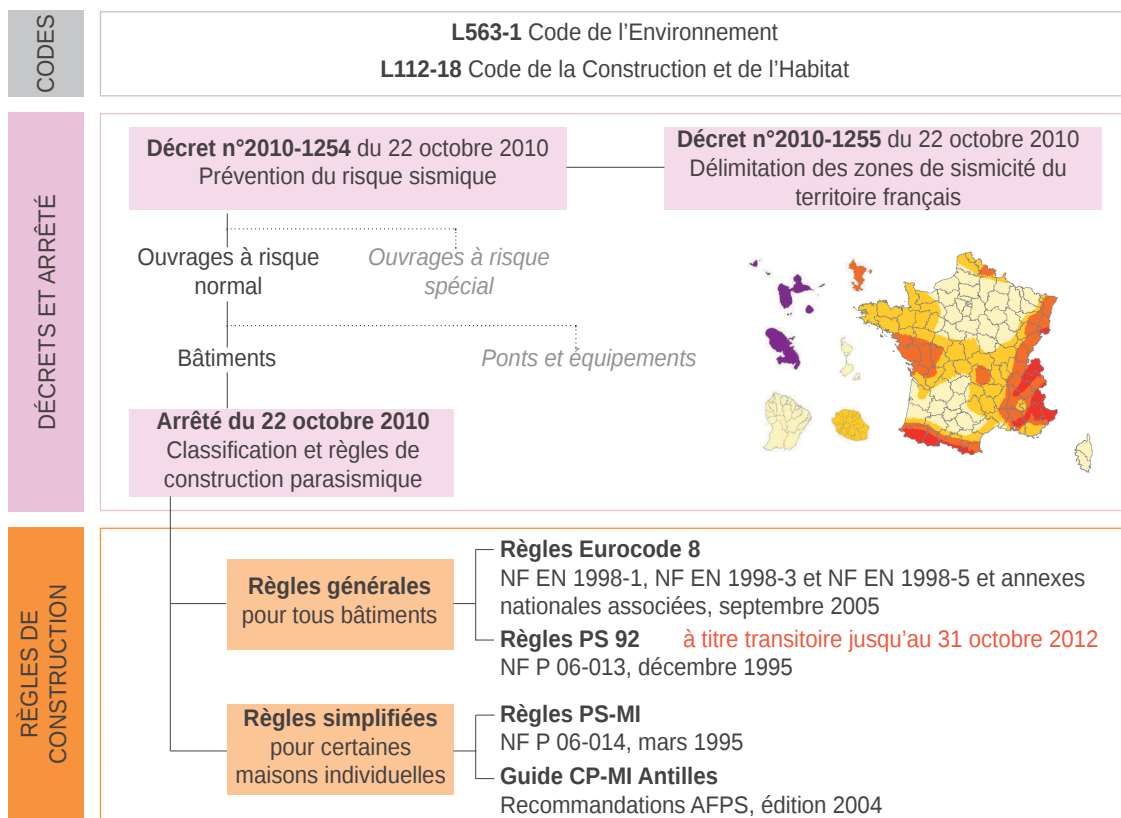 CODES
L563-1 Code de l’Environnement
L112-18 Code de la Construction et de l’Habitat
DÉCRETS ET ARRÊTÉ
Décret n°2010-1254 du 22 octobre 2010
Prévention du risque sismique
Décret n°2010-1255 du 22 octobre 2010
Délimitation des zones de sismicité du
territoire français
Ouvrages à risque
normal
Ouvrages à risque
spécial
Bâtiments
Ponts et équipements
Arrêté du 22 octobre 2010
Classification et règles de
construction parasismique
RÈGLES DE
CONSTRUCTION
Règles générales
pour tous bâtiments
Règles Eurocode 8
NF EN 1998-1, NF EN 1998-3 et NF EN 1998-5 et annexes
nationales associées, septembre 2005
Règles PS 92 à titre transitoire jusqu’au 31 octobre 2012
NF P 06-013, décembre 1995
Règles simplifiées
pour certaines
maisons individuelles
Règles PS-MI
NF P 06-014, mars 1995
Guide CP-MI Antilles
Recommandations AFPS, édition 2004